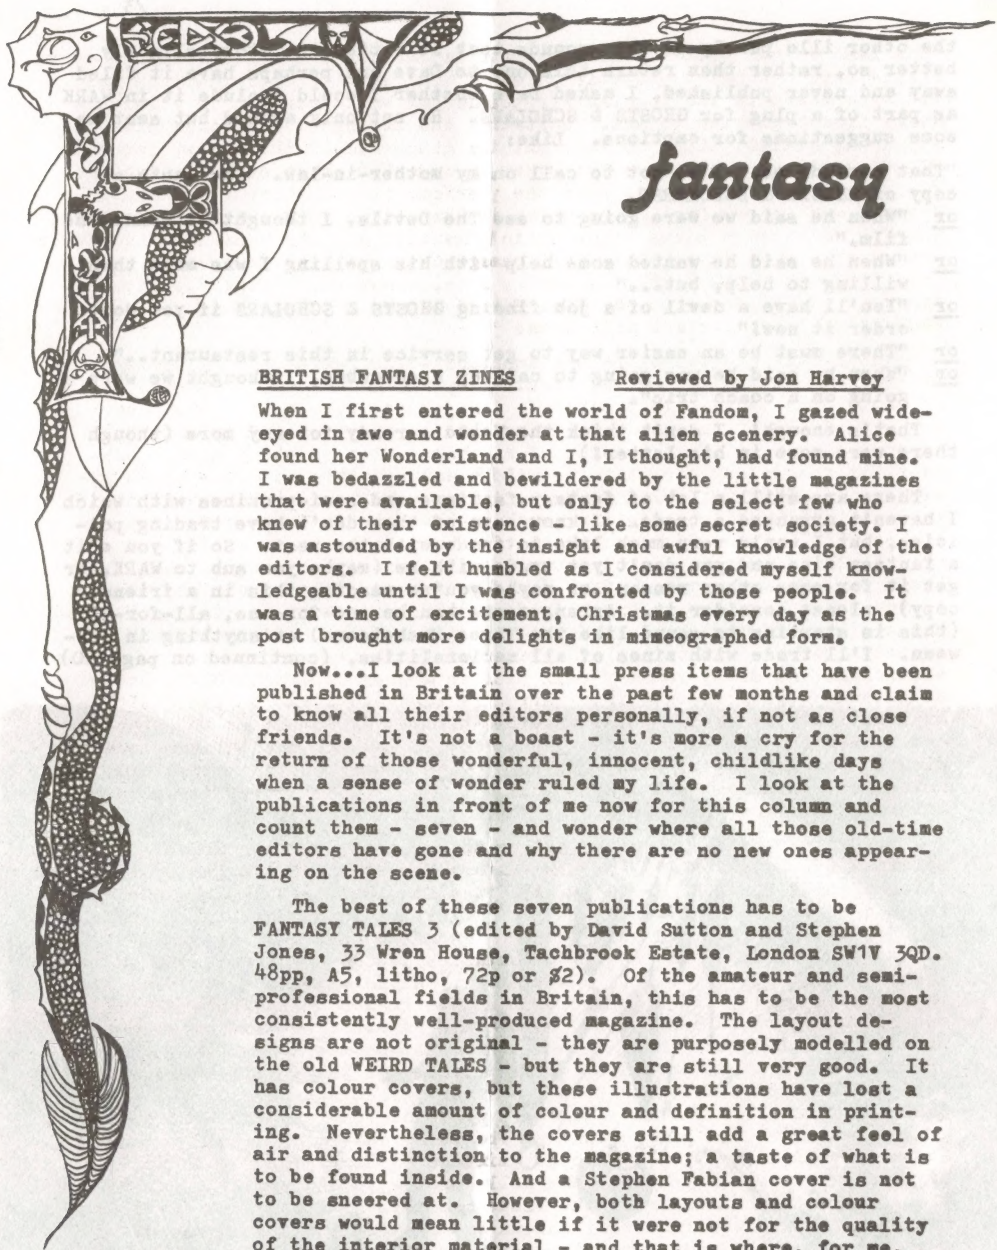 fantasy
BRITISH FANTASY ZINES Reviewed by Jon Harvey
When I first entered the world of Fandom, I gazed wide-
eyed in awe and wonder at that alien scenery. Alice
found her Wonderland and I, I thought, had found mine.
I was bedazzled and bewildered by the little magazines
that were available, but only to the select few who
knew of their existence - like some secret society. I
was astounded by the insight and awful knowledge of the
editors. I felt humbled as I considered myself know-
ledgeable until I was confronted by those people. It
was a time of excitement, Christmas every day as the
post brought more delights in mimeographed form.
Now...I look at the small press items that have been
published in Britain over the past few months and claim
to know all their editors personally, if not as close
friends. It's not a boast - it's more a cry for the
return of those wonderful, innocent, childlike days
when a sense of wonder ruled my life. I look at the
publications in front of me now for this column and
count them - seven - and wonder where all those old-time
editors have gone and why there are no new ones appear-
ing on the scene.
The best of these seven publications has to be
FANTASY TALES 3 (edited by David Sutton and Stephen
Jones, 33 Wren House, Tachbrook Estate, London SW1V 3QD.
48pp, A5, litho, 72p or $2). Of the amateur and semi-
professional fields in Britain, this has to be the most
consistently well-produced magazine. The layout de-
signs are not original - they are purposely modelled on
the old WEIRD TALES - but they are still very good. It
has colour covers, but these illustrations have lost a
considerable amount of colour and definition in print-
ing. Nevertheless, the covers still add a great feel of
air and distinction to the magazine; a taste of what is
to be found inside. And a Stephen Fabian cover is not
to be sneered at. However, both layouts and colour
covers would mean little if it were not for the quality
of the interior material - and that is where, for me